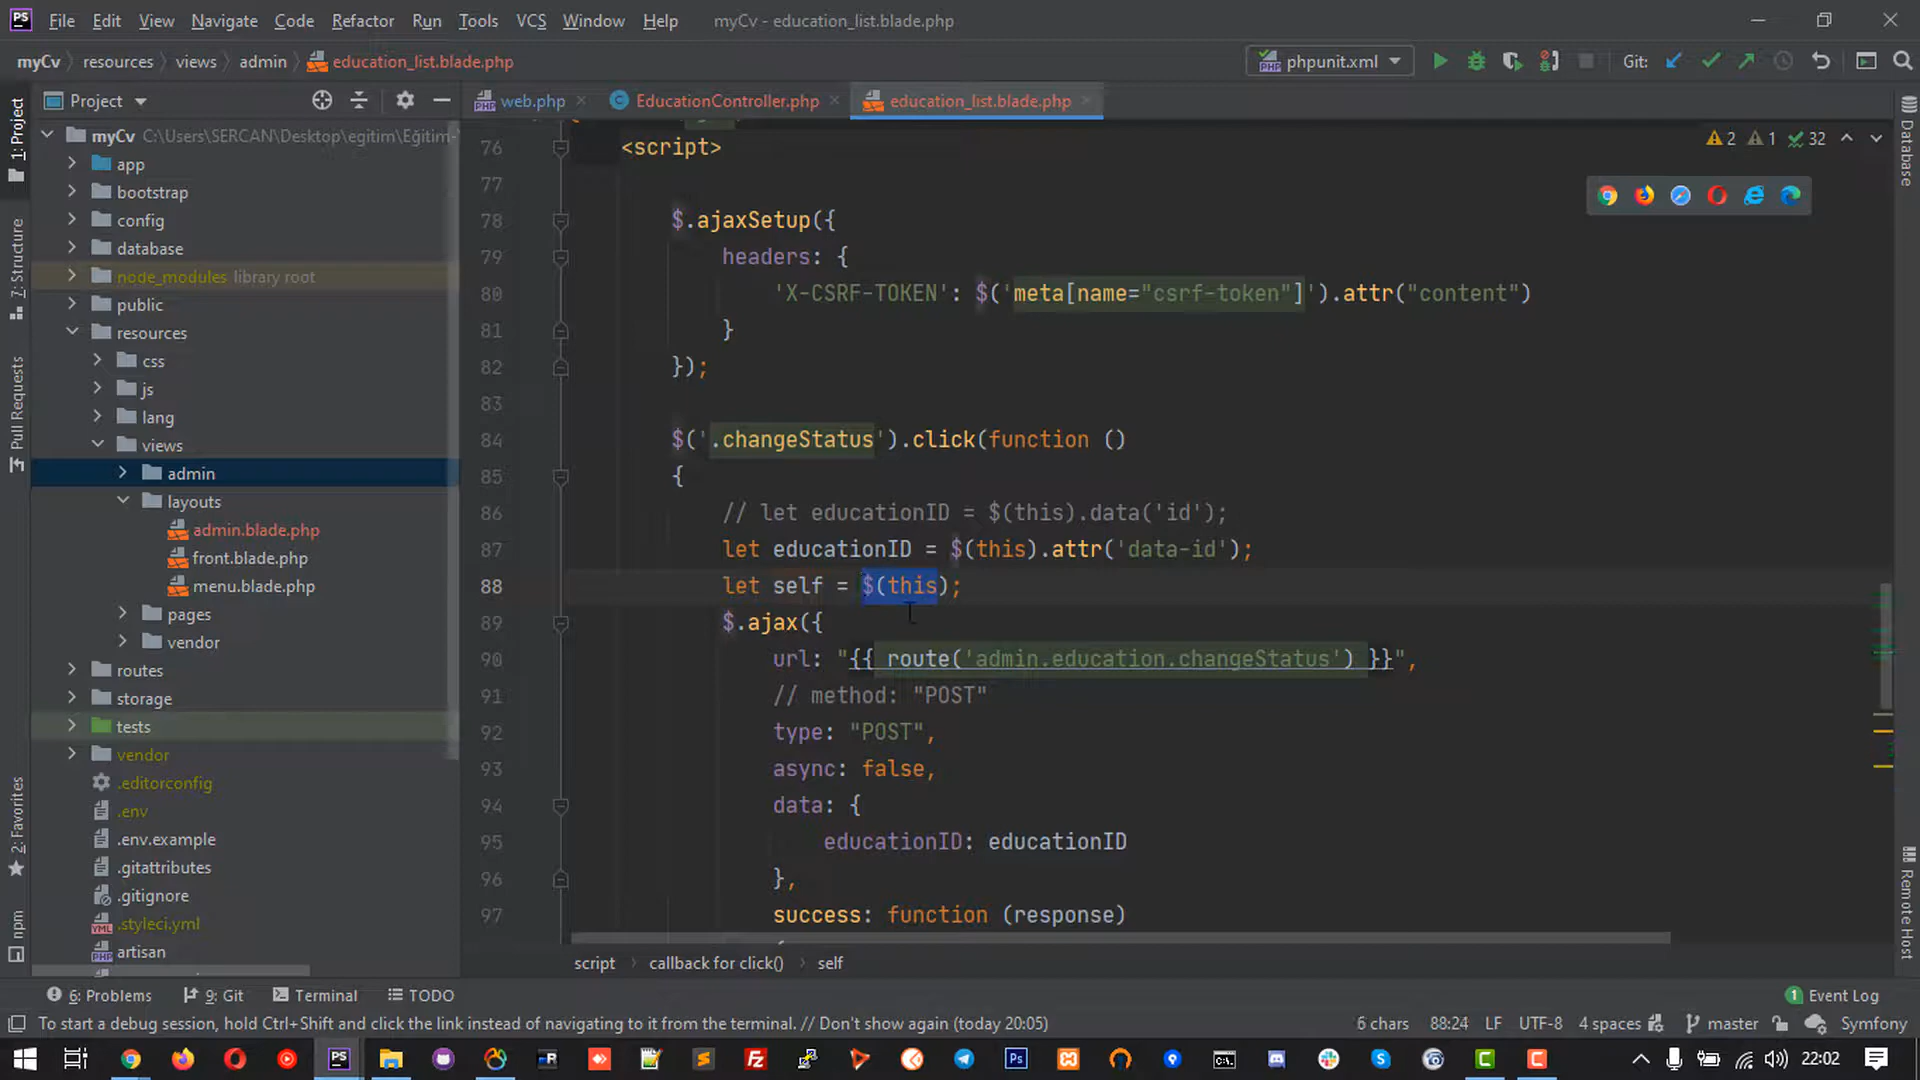 PS File Edit View Navigate Code Refactor Run Tools VCS Window Help myCv - education_list.blade.php
myCv resources views admin education_list.blade.php phpunit.xml Git:
Project web.php EducationController.php education_list.blade.php
1: Project
7: Structure
Pull Requests
2: Favorites
npm
Database
Remote Host
myCv C:\Users\SERCAN\Desktop\egitim\Eğitim-
app
bootstrap
config
database
node_modules library root
public
resources
css
js
lang
views
admin
layouts
admin.blade.php
front.blade.php
menu.blade.php
pages
vendor
routes
storage
tests
vendor
.editorconfig
.env
.env.example
.gitattributes
.gitignore
.styleci.yml
artisan
2 1 32
76 <script>
77
78 $.ajaxSetup({
79 headers: {
80 'X-CSRF-TOKEN': $('meta[name="csrf-token"]').attr("content")
81 }
82 });
83
84 $('.changeStatus').click(function ()
85 {
86 // let educationID = $(this).data('id');
87 let educationID = $(this).attr('data-id');
88 let self = $(this);
89 $.ajax({
90 url: "{{ route('admin.education.changeStatus') }}",
91 // method: "POST"
92 type: "POST",
93 async: false,
94 data: {
95 educationID: educationID
96 },
97 success: function (response)
script callback for click() self
6: Problems 9: Git Terminal TODO 1 Event Log
To start a debug session, hold Ctrl+Shift and click the link instead of navigating to it from the terminal. // Don't show again (today 20:05) 6 chars 88:24 LF UTF-8 4 spaces master Symfony
22:02